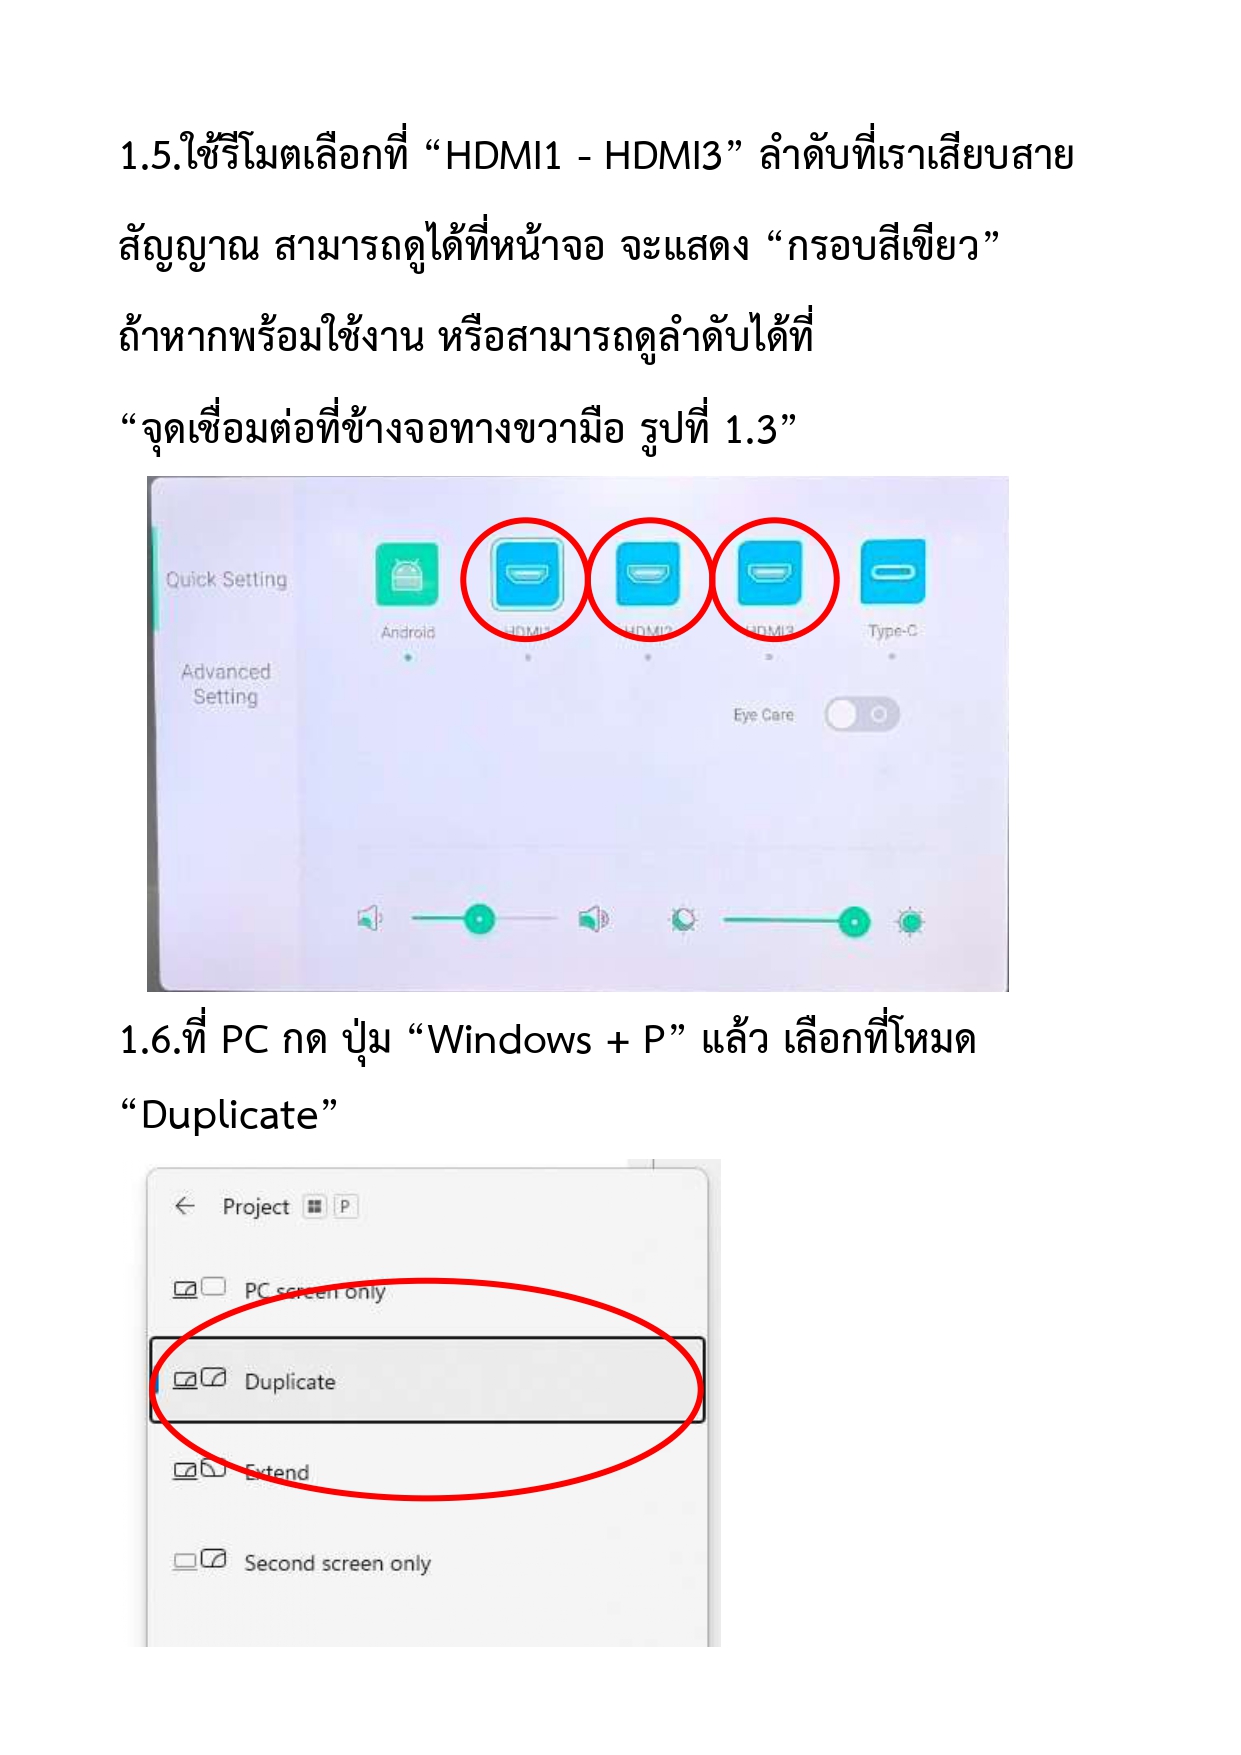 1.5.ใช้รีโมตเลือกที่ “HDMI1 - HDMI3” ลำดับที่เราเสียบสาย
สัญญาณ สามารถดูได้ที่หน้าจอ จะแสดง “กรอบสีเขียว”
ถ้าหากพร้อมใช้งาน หรือสามารถดูลำดับได้ที่
“จุดเชื่อมต่อที่ข้างจอทางขวามือ รูปที่ 1.3”
Quick Setting
Android HDMI1 HDMI2 HDMI3 Type-C
Advanced
Setting
Eye Care
1.6.ที่ PC กด ปุ่ม “Windows + P” แล้ว เลือกที่โหมด
“Duplicate”
Project P
PC screen only
Duplicate
Extend
Second screen only